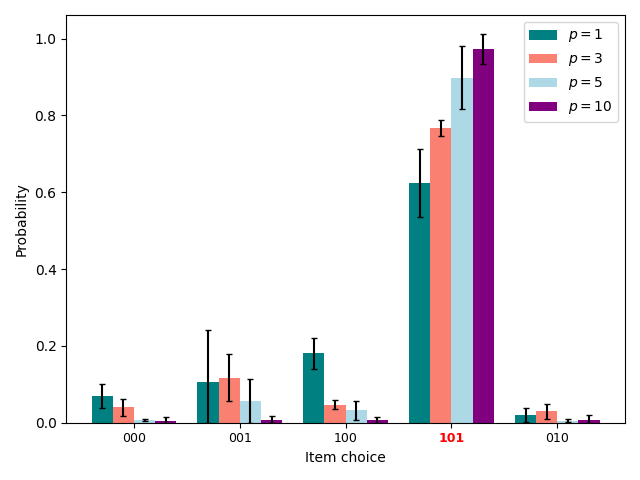 p = 1
p = 3
p = 5
p = 10
1.0
0.8
0.6
0.4
0.2
0.0
Probability
000
001
100
101
010
Item choice